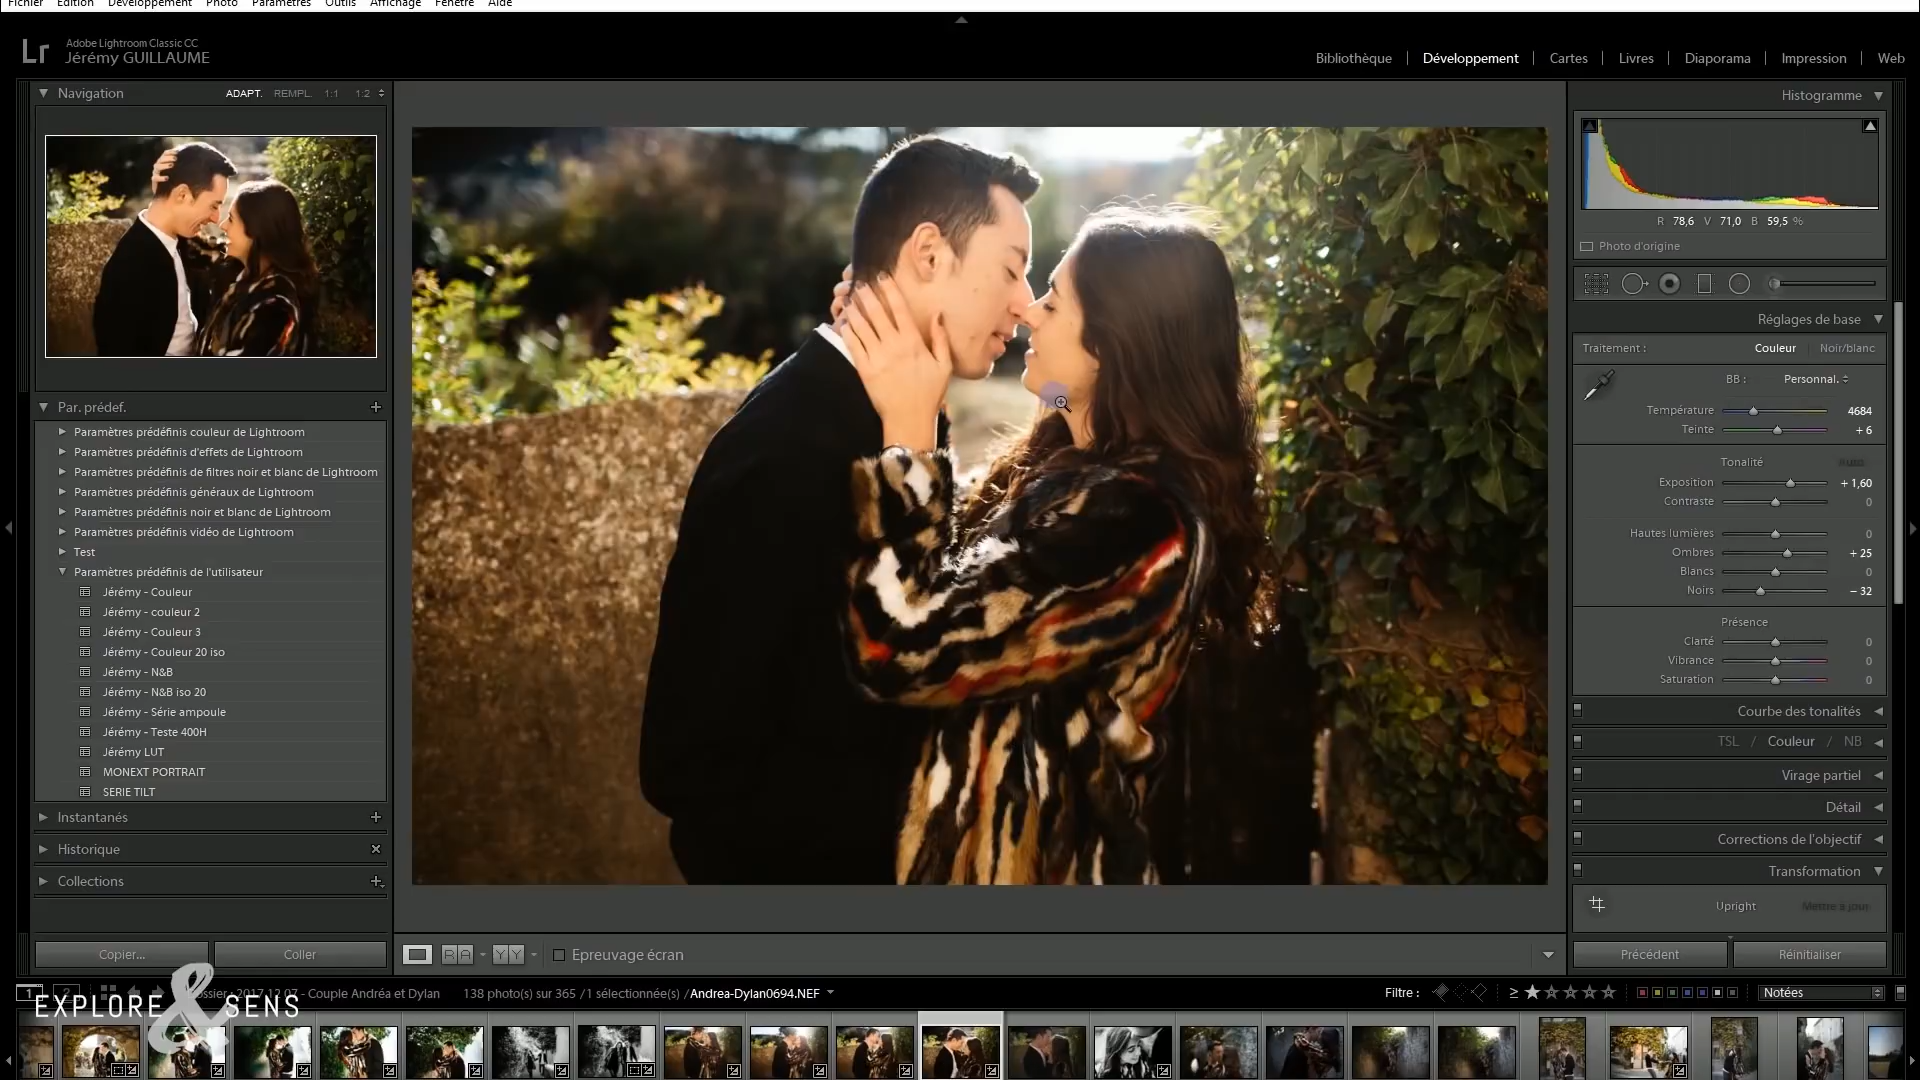 Fichier Edition Développement Photo Paramètres Outils Affichage Fenêtre Aide
Lr Adobe Lightroom Classic CC
Jérémy GUILLAUME
Bibliothèque | Développement | Cartes | Livres | Diaporama | Impression | Web
Navigation ADAPT. REMPL. 1:1 1:2
Par. prédéf.
Paramètres prédéfinis couleur de Lightroom
Paramètres prédéfinis d'effets de Lightroom
Paramètres prédéfinis de filtres noir et blanc de Lightroom
Paramètres prédéfinis généraux de Lightroom
Paramètres prédéfinis noir et blanc de Lightroom
Paramètres prédéfinis vidéo de Lightroom
Test
Paramètres prédéfinis de l'utilisateur
Jérémy - Couleur
Jérémy - couleur 2
Jérémy - Couleur 3
Jérémy - Couleur 20 iso
Jérémy - N&B
Jérémy - N&B iso 20
Jérémy - Série ampoule
Jérémy - Teste 400H
Jérémy LUT
MONEXT PORTRAIT
SERIE TILT
Instantanés
Historique
Collections
Copier... Coller
Histogramme
R 78,6 V 71,0 B 59,5 %
Photo d'origine
Réglages de base
Traitement : Couleur | Noir/blanc
BB : Personnal.
Température 4684
Teinte + 6
Tonalité
Exposition + 1,60
Contraste 0
Hautes lumières 0
Ombres + 25
Blancs 0
Noirs - 32
Présence
Clarté 0
Vibrance 0
Saturation 0
Courbe des tonalités
TSL / Couleur / NB
Virage partiel
Détail
Corrections de l'objectif
Transformation
Upright Mettre à jour
Précédent Réinitialiser
R A Y Y Epreuvage écran
1 2 2017 12 07 - Couple Andréa et Dylan 138 photo(s) sur 365 /1 sélectionnée(s) /Andrea-Dylan0694.NEF Filtre : ≥ Notées
EXPLORE & SENS